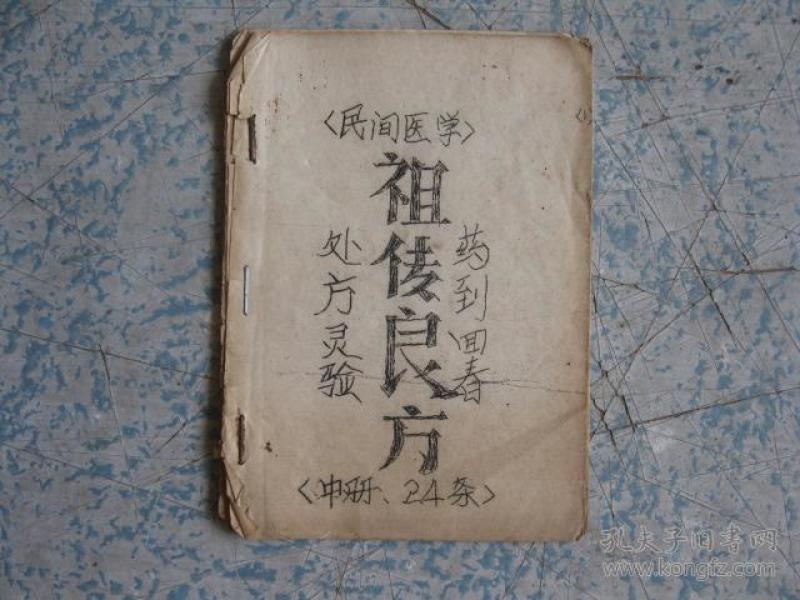 〈民间医学〉
祖传良方
药到回春
处方灵验
〈中册、24条〉
孔夫子旧书网
www.kongfz.com